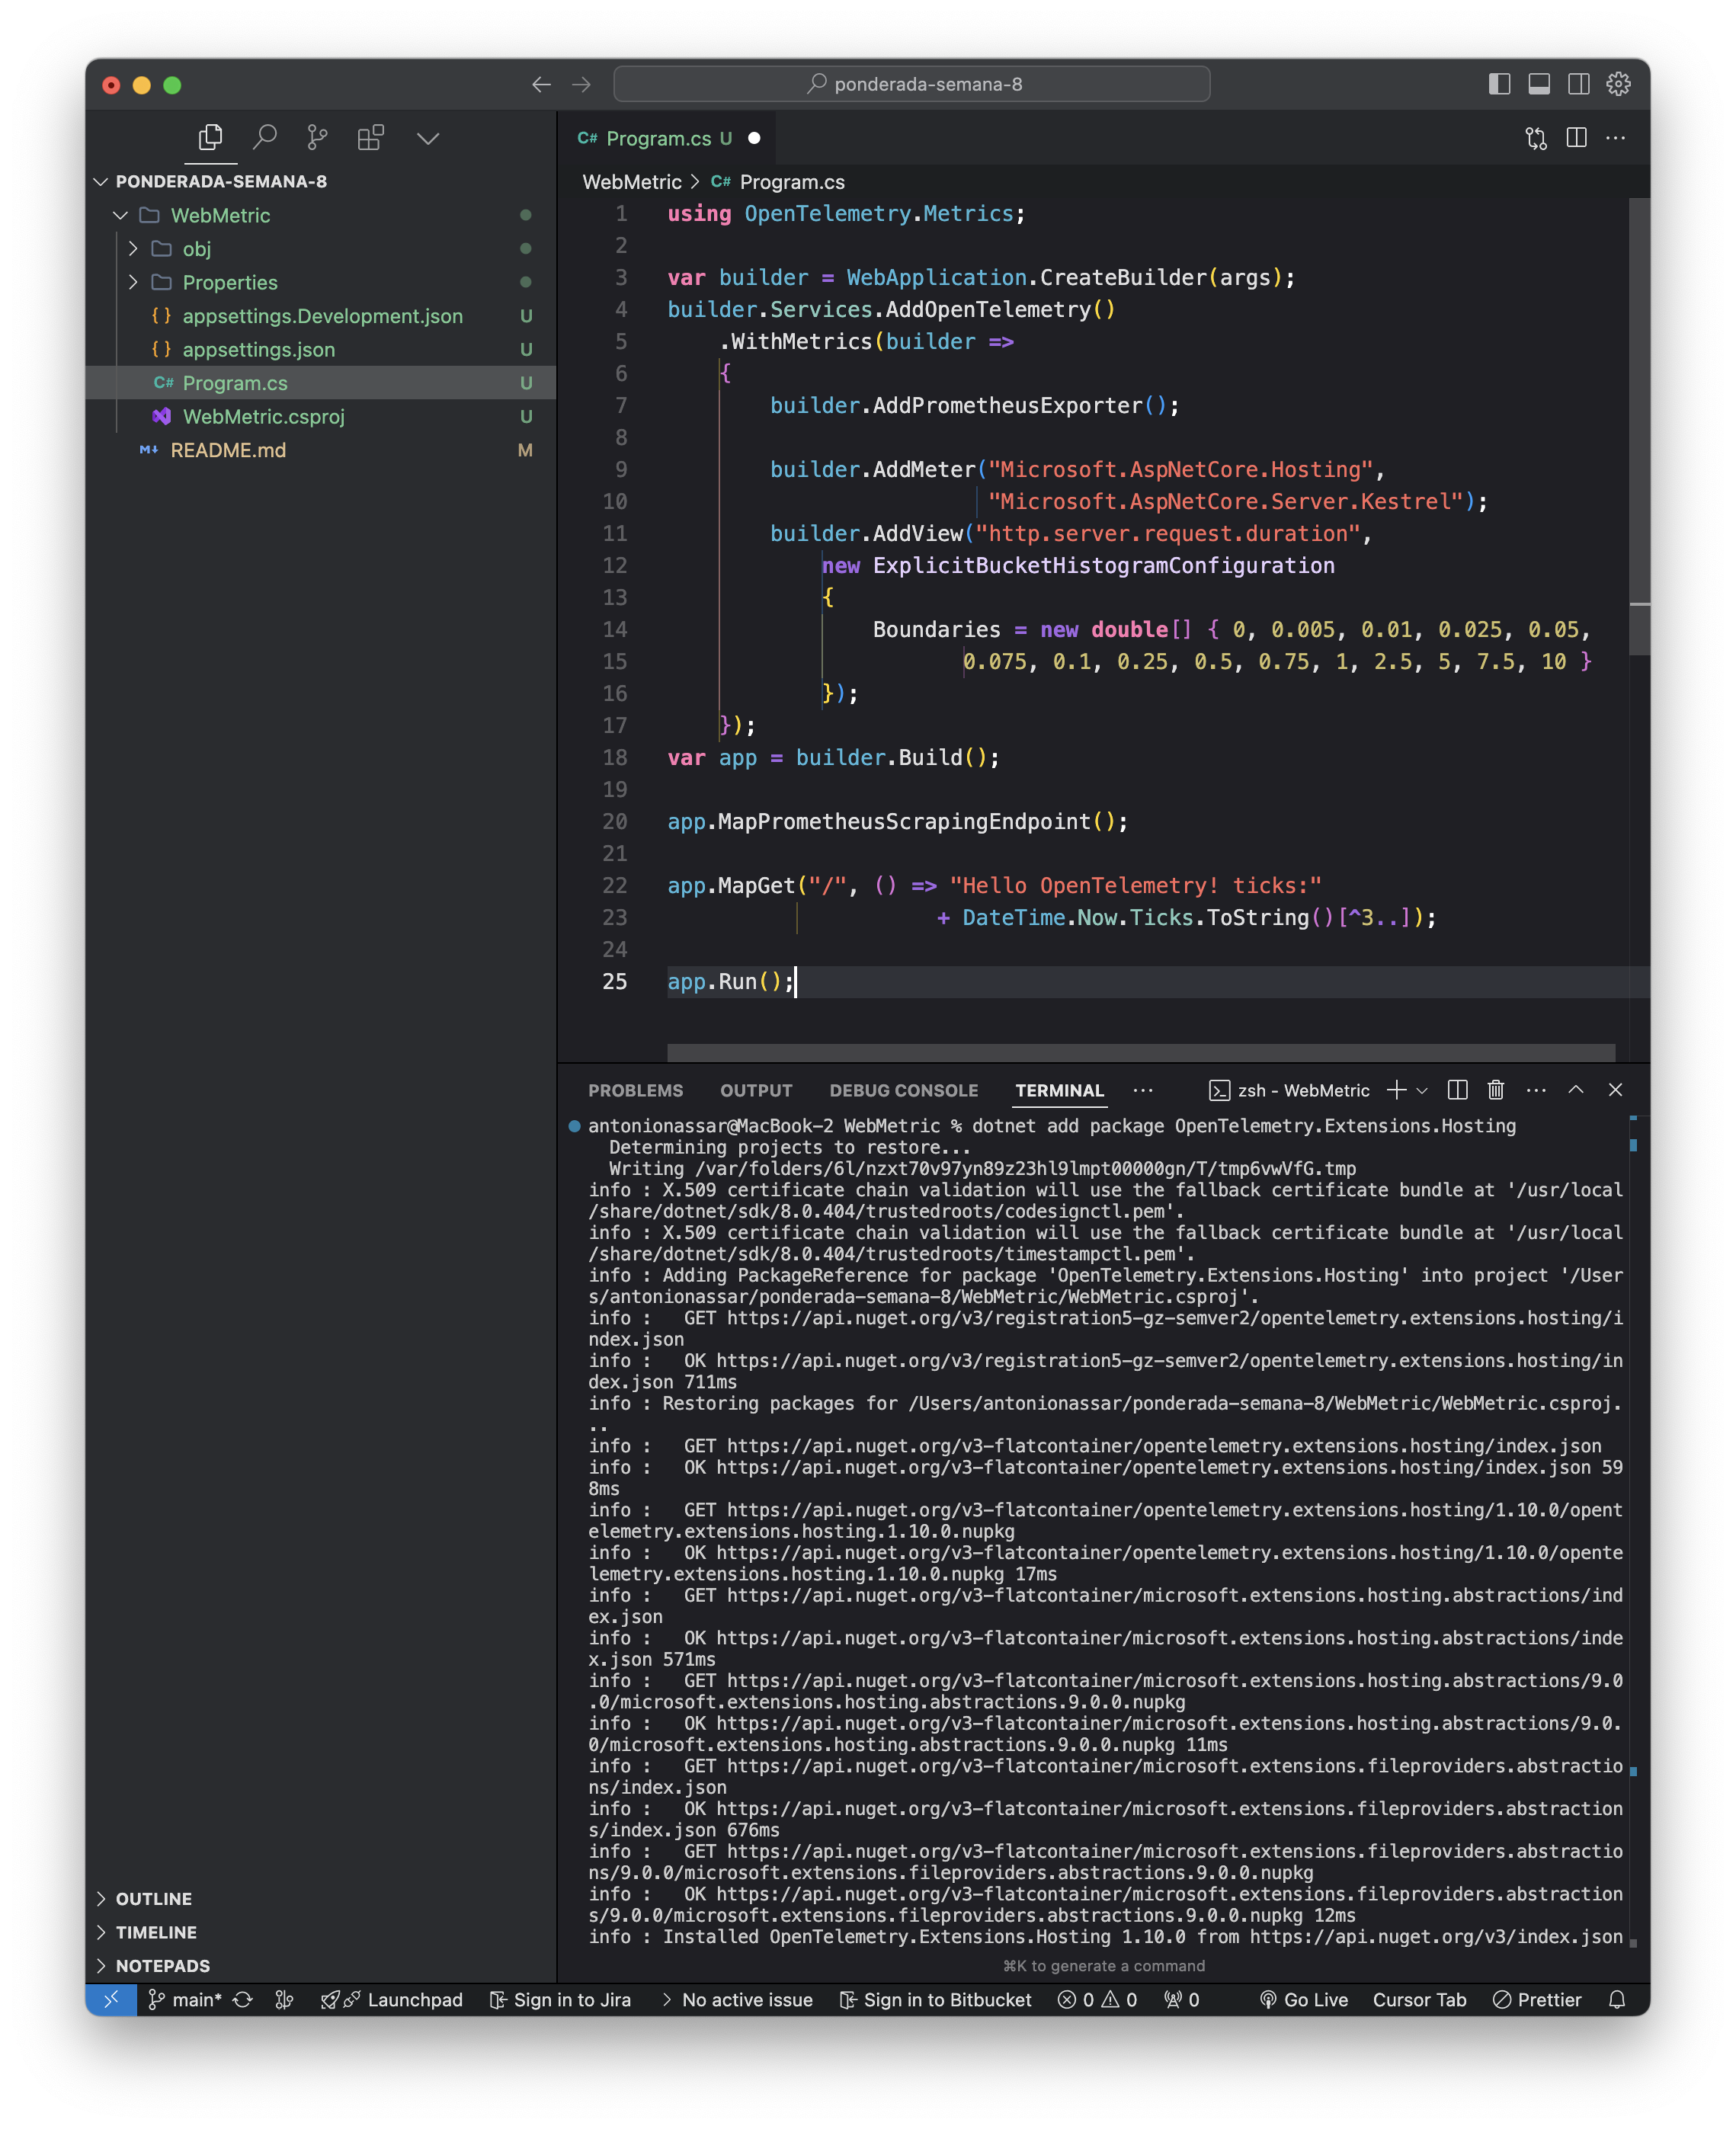 ponderada-semana-8
PONDERADA-SEMANA-8
WebMetric
obj
Properties
{} appsettings.Development.json U
{} appsettings.json U
C# Program.cs U
WebMetric.csproj U
M↓ README.md M
OUTLINE
TIMELINE
NOTEPADS
C# Program.cs U
WebMetric > C# Program.cs
1 using OpenTelemetry.Metrics;
2
3 var builder = WebApplication.CreateBuilder(args);
4 builder.Services.AddOpenTelemetry()
5     .WithMetrics(builder =>
6     {
7         builder.AddPrometheusExporter();
8
9         builder.AddMeter("Microsoft.AspNetCore.Hosting",
10                         "Microsoft.AspNetCore.Server.Kestrel");
11         builder.AddView("http.server.request.duration",
12             new ExplicitBucketHistogramConfiguration
13             {
14                 Boundaries = new double[] { 0, 0.005, 0.01, 0.025, 0.05,
15                        0.075, 0.1, 0.25, 0.5, 0.75, 1, 2.5, 5, 7.5, 10 }
16             });
17     });
18 var app = builder.Build();
19
20 app.MapPrometheusScrapingEndpoint();
21
22 app.MapGet("/", () => "Hello OpenTelemetry! ticks:"
23                      + DateTime.Now.Ticks.ToString()[^3..]);
24
25 app.Run();
PROBLEMS OUTPUT DEBUG CONSOLE TERMINAL ··· zsh - WebMetric
antonionassar@MacBook-2 WebMetric % dotnet add package OpenTelemetry.Extensions.Hosting
  Determining projects to restore...
  Writing /var/folders/6l/nzxt70v97yn89z23hl9lmpt00000gn/T/tmp6vwVfG.tmp
info : X.509 certificate chain validation will use the fallback certificate bundle at '/usr/local
/share/dotnet/sdk/8.0.404/trustedroots/codesignctl.pem'.
info : X.509 certificate chain validation will use the fallback certificate bundle at '/usr/local
/share/dotnet/sdk/8.0.404/trustedroots/timestampctl.pem'.
info : Adding PackageReference for package 'OpenTelemetry.Extensions.Hosting' into project '/User
s/antonionassar/ponderada-semana-8/WebMetric/WebMetric.csproj'.
info :   GET https://api.nuget.org/v3/registration5-gz-semver2/opentelemetry.extensions.hosting/i
ndex.json
info :   OK https://api.nuget.org/v3/registration5-gz-semver2/opentelemetry.extensions.hosting/in
dex.json 711ms
info : Restoring packages for /Users/antonionassar/ponderada-semana-8/WebMetric/WebMetric.csproj.
..
info :   GET https://api.nuget.org/v3-flatcontainer/opentelemetry.extensions.hosting/index.json
info :   OK https://api.nuget.org/v3-flatcontainer/opentelemetry.extensions.hosting/index.json 59
8ms
info :   GET https://api.nuget.org/v3-flatcontainer/opentelemetry.extensions.hosting/1.10.0/opent
elemetry.extensions.hosting.1.10.0.nupkg
info :   OK https://api.nuget.org/v3-flatcontainer/opentelemetry.extensions.hosting/1.10.0/opente
lemetry.extensions.hosting.1.10.0.nupkg 17ms
info :   GET https://api.nuget.org/v3-flatcontainer/microsoft.extensions.hosting.abstractions/ind
ex.json
info :   OK https://api.nuget.org/v3-flatcontainer/microsoft.extensions.hosting.abstractions/inde
x.json 571ms
info :   GET https://api.nuget.org/v3-flatcontainer/microsoft.extensions.hosting.abstractions/9.0
.0/microsoft.extensions.hosting.abstractions.9.0.0.nupkg
info :   OK https://api.nuget.org/v3-flatcontainer/microsoft.extensions.hosting.abstractions/9.0.
0/microsoft.extensions.hosting.abstractions.9.0.0.nupkg 11ms
info :   GET https://api.nuget.org/v3-flatcontainer/microsoft.extensions.fileproviders.abstractio
ns/index.json
info :   OK https://api.nuget.org/v3-flatcontainer/microsoft.extensions.fileproviders.abstraction
s/index.json 676ms
info :   GET https://api.nuget.org/v3-flatcontainer/microsoft.extensions.fileproviders.abstractio
ns/9.0.0/microsoft.extensions.fileproviders.abstractions.9.0.0.nupkg
info :   OK https://api.nuget.org/v3-flatcontainer/microsoft.extensions.fileproviders.abstraction
s/9.0.0/microsoft.extensions.fileproviders.abstractions.9.0.0.nupkg 12ms
info : Installed OpenTelemetry.Extensions.Hosting 1.10.0 from https://api.nuget.org/v3/index.json
⌘K to generate a command
main* Launchpad Sign in to Jira > No active issue Sign in to Bitbucket 0 0 0 Go Live Cursor Tab Prettier